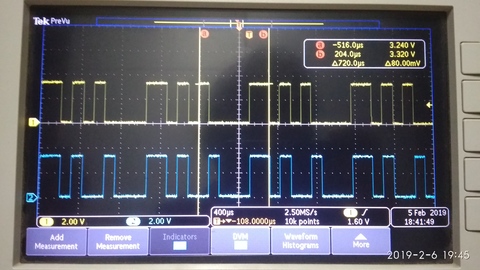 Tek PreVu
a b T b
a -516.0µs 3.240 V
b 204.0µs 3.320 V
△720.0µs △80.00mV
1
2
1 2.00 V 2 2.00 V 400µs 2.50MS/s 1
-108.0000µs 10k points 1.60 V
5 Feb 2019
18:41:49
Add Measurement
Remove Measurement
Indicators
DVM
Waveform Histograms
More
2019-2-6 19:45